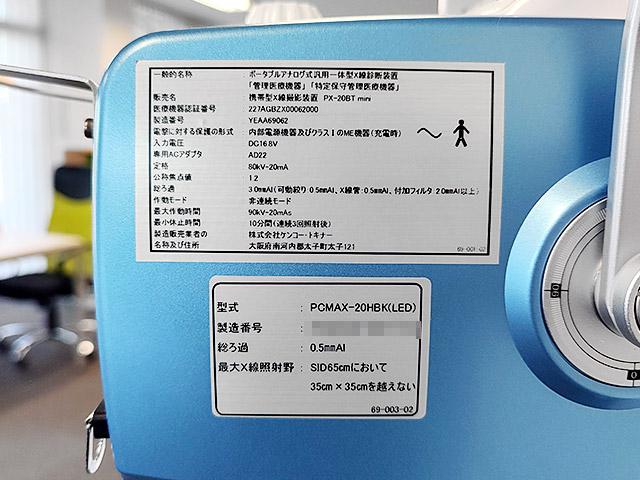 一般的名称 : ポータブルアナログ式汎用一体型X線診断装置
「管理医療機器」「特定保守管理医療機器」
販売名 : 携帯型X線撮影装置 PX-20BT mini
医療機器認証番号 : 227AGBZX00062000
製造番号 : YEAA69062
電撃に対する保護の形式 : 内部電源機器及びクラスIのME機器(充電時)
入力電圧 : DC16.8V
専用ACアダプタ : AD22
定格 : 80kV-20mA
公称焦点値 : 1.2
総ろ過 : 3.0mmAl(可動絞り:0.5mmAl、X線管:0.5mmAl、付加フィルタ:2.0mmAl以上)
作動モード : 非連続モード
最大作動時間 : 90kV-20mAs
最小休止時間 : 10分間(連続3回照射後)
製造販売業者の : 株式会社ケンコー・トキナー
名称及び住所 : 大阪府南河内郡太子町太子121
69-001-02
型式 : PCMAX-20HBK(LED)
製造番号 :
総ろ過 : 0.5mmAl
最大X線照射野 : SID65cmにおいて
35cm×35cmを越えない
69-003-02
90
0